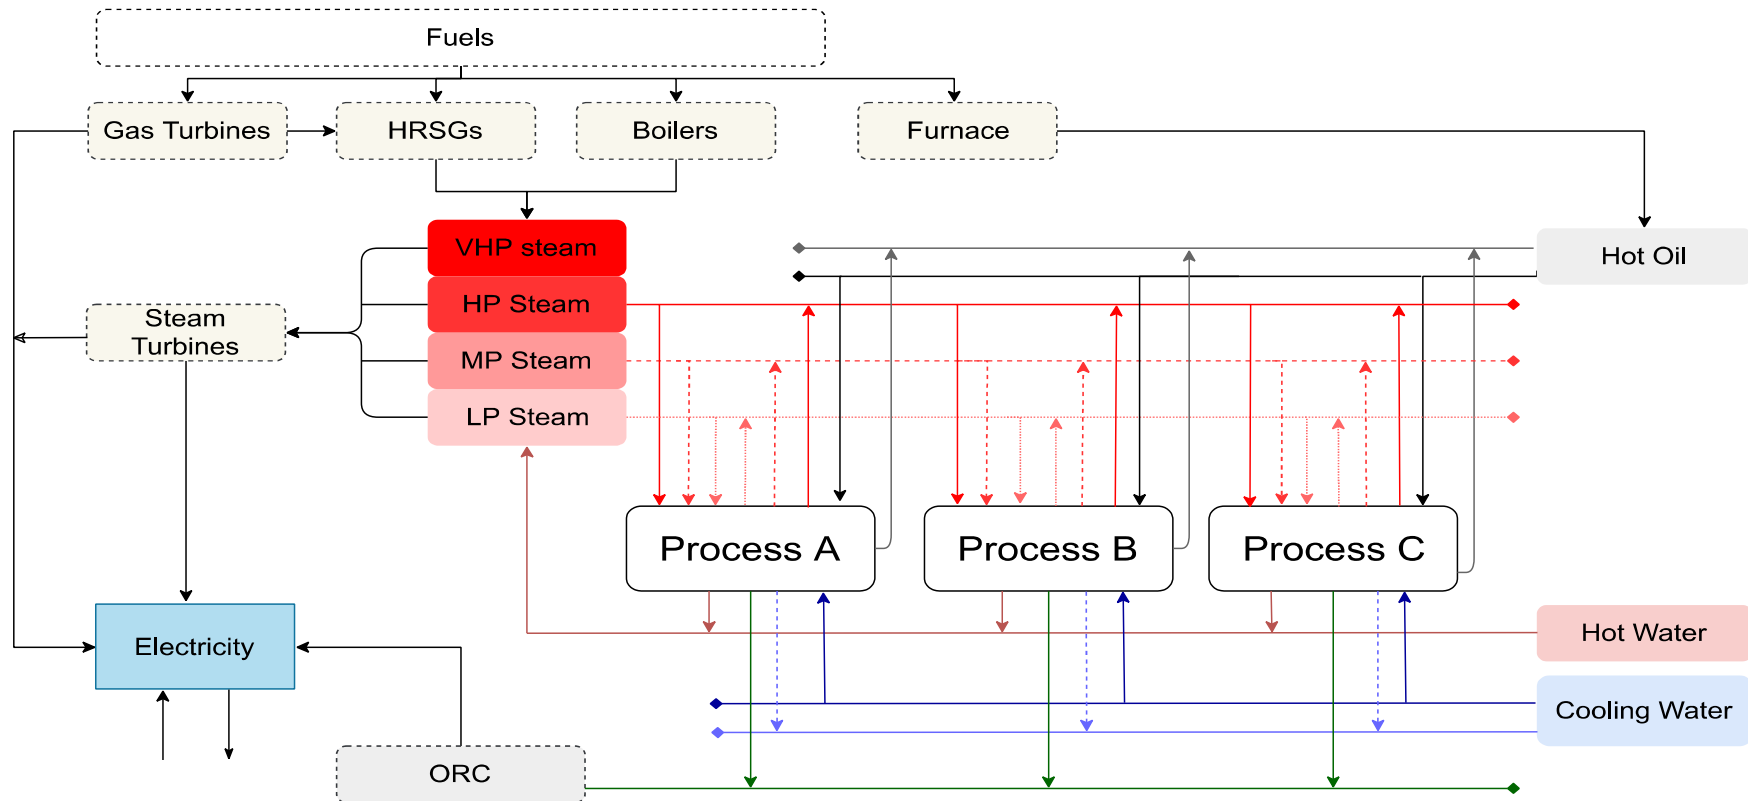 Fuels
Gas Turbines
HRSGs
Boilers
Furnace
VHP steam
Hot Oil
HP Steam
Steam
Turbines
MP Steam
LP Steam
Process A
Process B
Process C
Electricity
Hot Water
Cooling Water
ORC